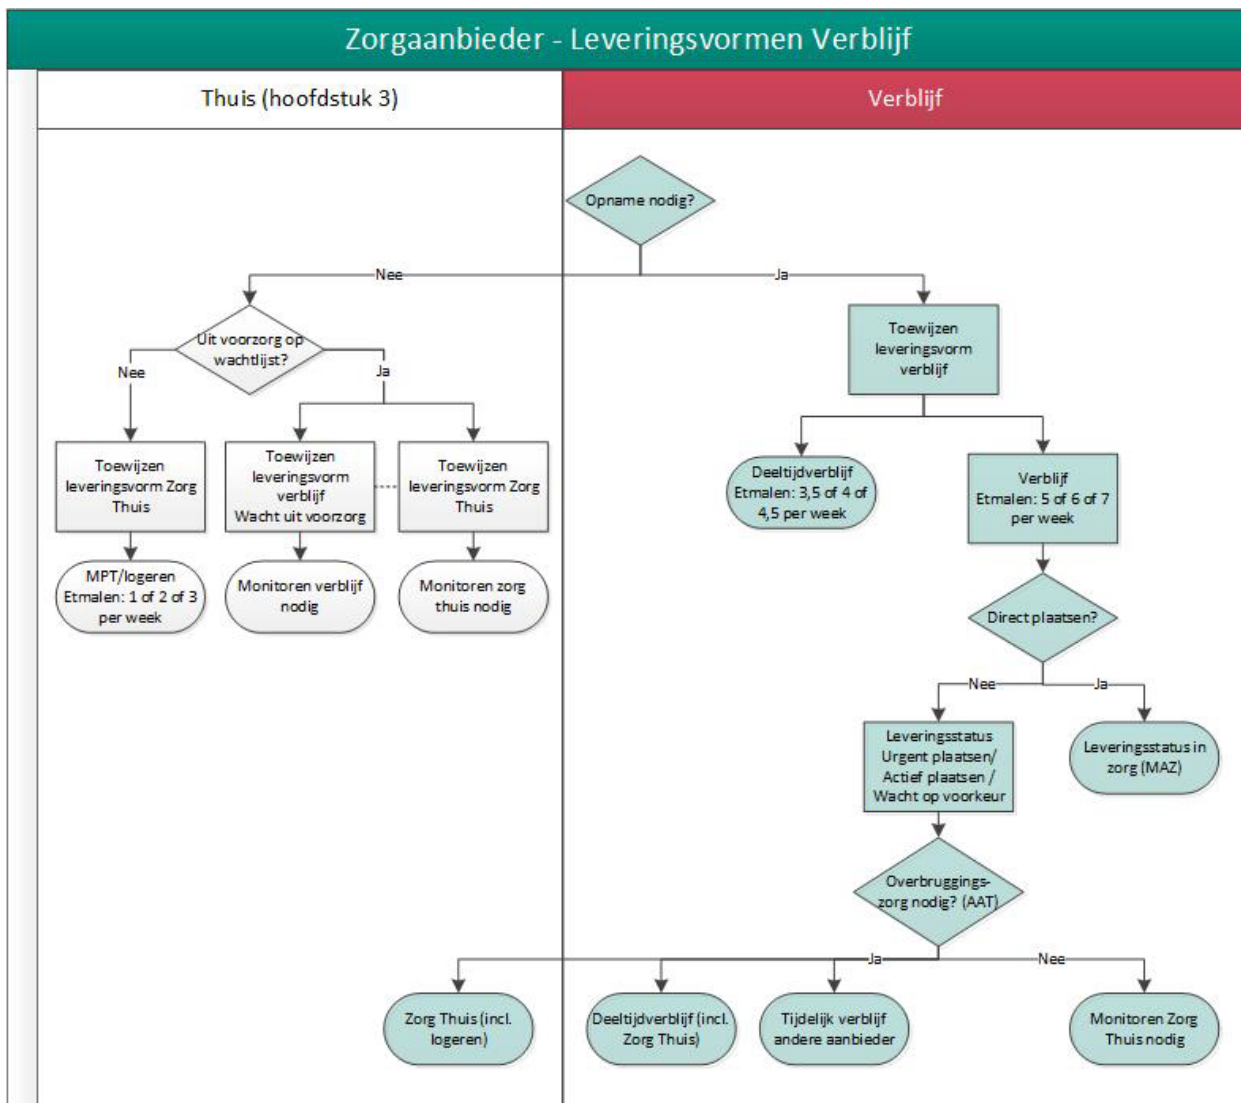 Zorgaanbieder - Leveringsvormen Verblijf
Thuis (hoofdstuk 3)
Verblijf
Opname nodig?
Nee
Ja
Uit voorzorg op
wachtlijst?
Toewijzen
leveringsvorm
verblijf
Nee
Ja
Toewijzen
leveringsvorm Zorg
Thuis
Toewijzen
leveringsvorm
verblijf
Wacht uit voorzorg
Toewijzen
leveringsvorm Zorg
Thuis
Deeltijdverblijf
Etmalen: 3,5 of 4 of
4,5 per week
Verblijf
Etmalen: 5 of 6 of 7
per week
MPT/logeren
Etmalen: 1 of 2 of 3
per week
Monitoren verblijf
nodig
Monitoren zorg
thuis nodig
Direct plaatsen?
Nee
Ja
Leveringsstatus
Urgent plaatsen/
Actief plaatsen /
Wacht op voorkeur
Leveringsstatus in
zorg (MAZ)
Overbruggings-
zorg nodig? (AAT)
Ja
Nee
Zorg Thuis (incl.
logeren)
Deeltijdverblijf (incl.
Zorg Thuis)
Tijdelijk verblijf
andere aanbieder
Monitoren Zorg
Thuis nodig